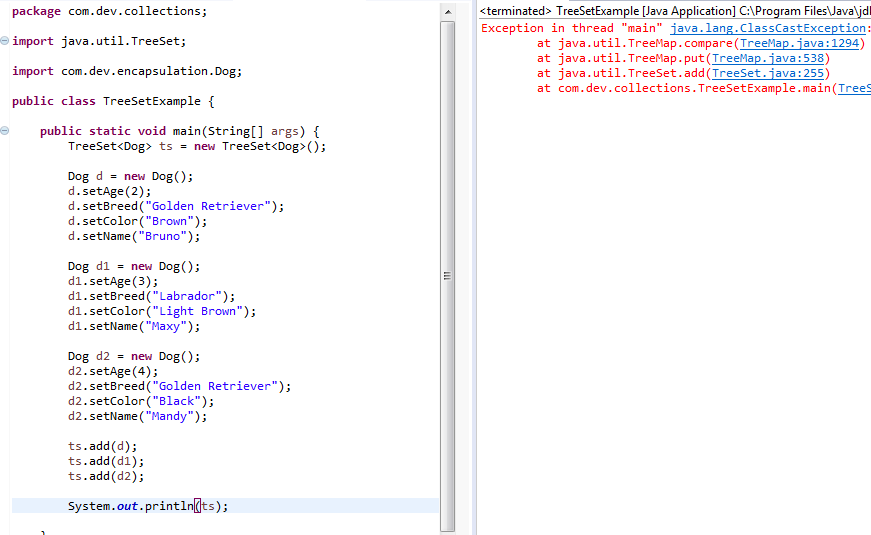 package com.dev.collections;
import java.util.TreeSet;
import com.dev.encapsulation.Dog;
public class TreeSetExample {
public static void main(String[] args) {
TreeSet<Dog> ts = new TreeSet<Dog>();
Dog d = new Dog();
d.setAge(2);
d.setBreed("Golden Retriever");
d.setColor("Brown");
d.setName("Bruno");
Dog d1 = new Dog();
d1.setAge(3);
d1.setBreed("Labrador");
d1.setColor("Light Brown");
d1.setName("Maxy");
Dog d2 = new Dog();
d2.setAge(4);
d2.setBreed("Golden Retriever");
d2.setColor("Black");
d2.setName("Mandy");
ts.add(d);
ts.add(d1);
ts.add(d2);
System.out.println(ts);
<terminated> TreeSetExample [Java Application] C:\Program Files\Java\jd
Exception in thread "main" java.lang.ClassCastException:
at java.util.TreeMap.compare(TreeMap.java:1294)
at java.util.TreeMap.put(TreeMap.java:538)
at java.util.TreeSet.add(TreeSet.java:255)
at com.dev.collections.TreeSetExample.main(TreeS